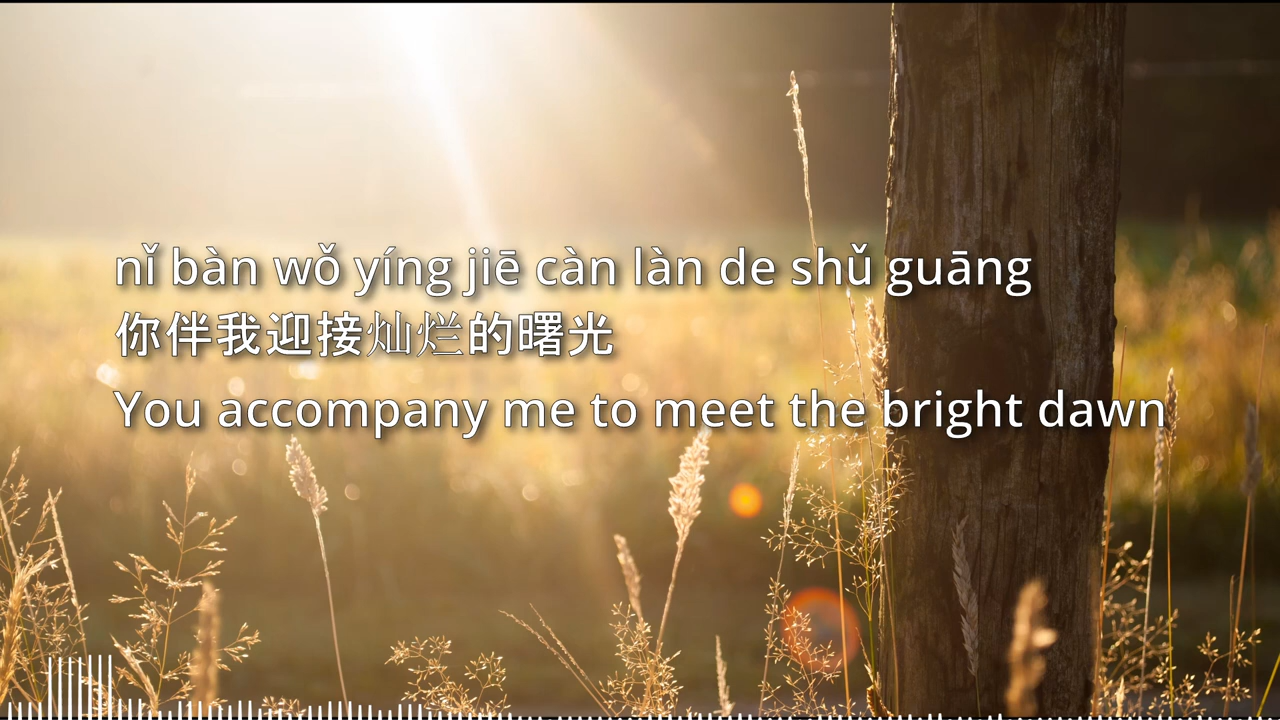 nǐ bàn wǒ yíng jiē càn làn de shǔ guāng
你伴我迎接灿烂的曙光
You accompany me to meet the bright dawn